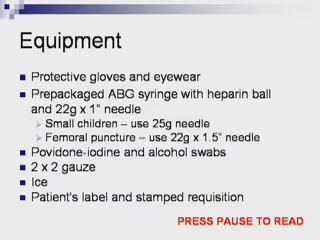 Equipment
Protective gloves and eyewear
Prepackaged ABG syringe with heparin ball
and 22g x 1" needle
Small children – use 25g needle
Femoral puncture – use 22g x 1.5" needle
Povidone-iodine and alcohol swabs
2 x 2 gauze
Ice
Patient's label and stamped requisition
PRESS PAUSE TO READ